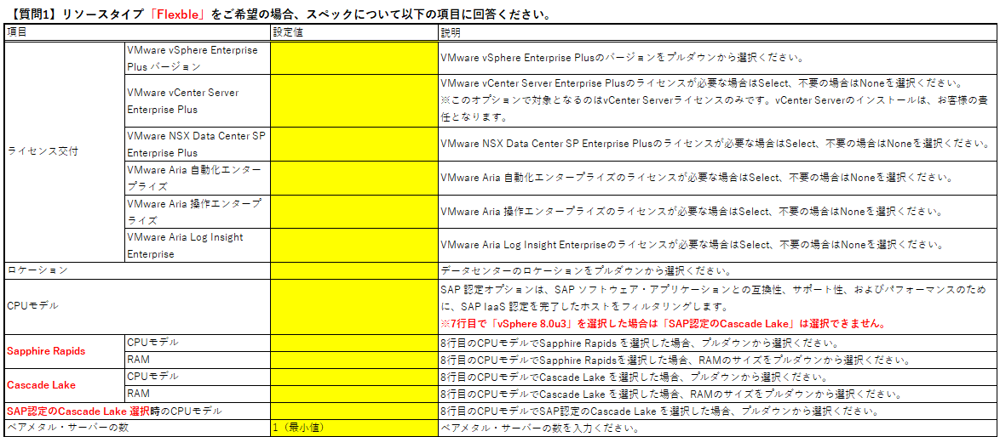 【質問1】リソースタイプ「Flexble」をご希望の場合、スペックについて以下の項目に回答ください。
項目 設定値 説明
ライセンス交付
VMware vSphere Enterprise
Plus バージョン
VMware vSphere Enterprise Plusのバージョンをプルダウンから選択ください。
VMware vCenter Server
Enterprise Plus
VMware vCenter Server Enterprise Plusのライセンスが必要な場合はSelect、不要の場合はNoneを選択ください。
※このオプションで対象となるのはvCenter Serverライセンスのみです。vCenter Serverのインストールは、お客様の責
任となります。
VMware NSX Data Center SP
Enterprise Plus
VMware NSX Data Center SP Enterprise Plusのライセンスが必要な場合はSelect、不要の場合はNoneを選択ください。
VMware Aria 自動化エンター
プライズ
VMware Aria 自動化エンタープライズのライセンスが必要な場合はSelect、不要の場合はNoneを選択ください。
VMware Aria 操作エンタープ
ライズ
VMware Aria 操作エンタープライズのライセンスが必要な場合はSelect、不要の場合はNoneを選択ください。
VMware Aria Log Insight
Enterprise
VMware Aria Log Insight Enterpriseのライセンスが必要な場合はSelect、不要の場合はNoneを選択ください。
ロケーション データセンターのロケーションをプルダウンから選択ください。
CPUモデル
SAP 認定オプションは、SAP ソフトウェア・アプリケーションとの互換性、サポート性、およびパフォーマンスのため
に、SAP IaaS 認定を完了したホストをフィルタリングします。
※7行目で「vSphere 8.0u3」を選択した場合は「SAP認定のCascade Lake」は選択できません。
Sapphire Rapids
CPUモデル 8行目のCPUモデルでSapphire Rapids を選択した場合、プルダウンから選択ください。
RAM 8行目のCPUモデルでSapphire Rapidsを選択した場合、RAMのサイズをプルダウンから選択ください。
Cascade Lake
CPUモデル 8行目のCPUモデルでCascade Lake を選択した場合、プルダウンから選択ください。
RAM 8行目のCPUモデルでCascade Lake を選択した場合、RAMのサイズをプルダウンから選択ください。
SAP認定のCascade Lake 選択時のCPUモデル 8行目のCPUモデルでSAP認定のCascade Lake を選択した場合、プルダウンから選択ください。
ベアメタル・サーバーの数 1（最小値） ベアメタル・サーバーの数を入力ください。